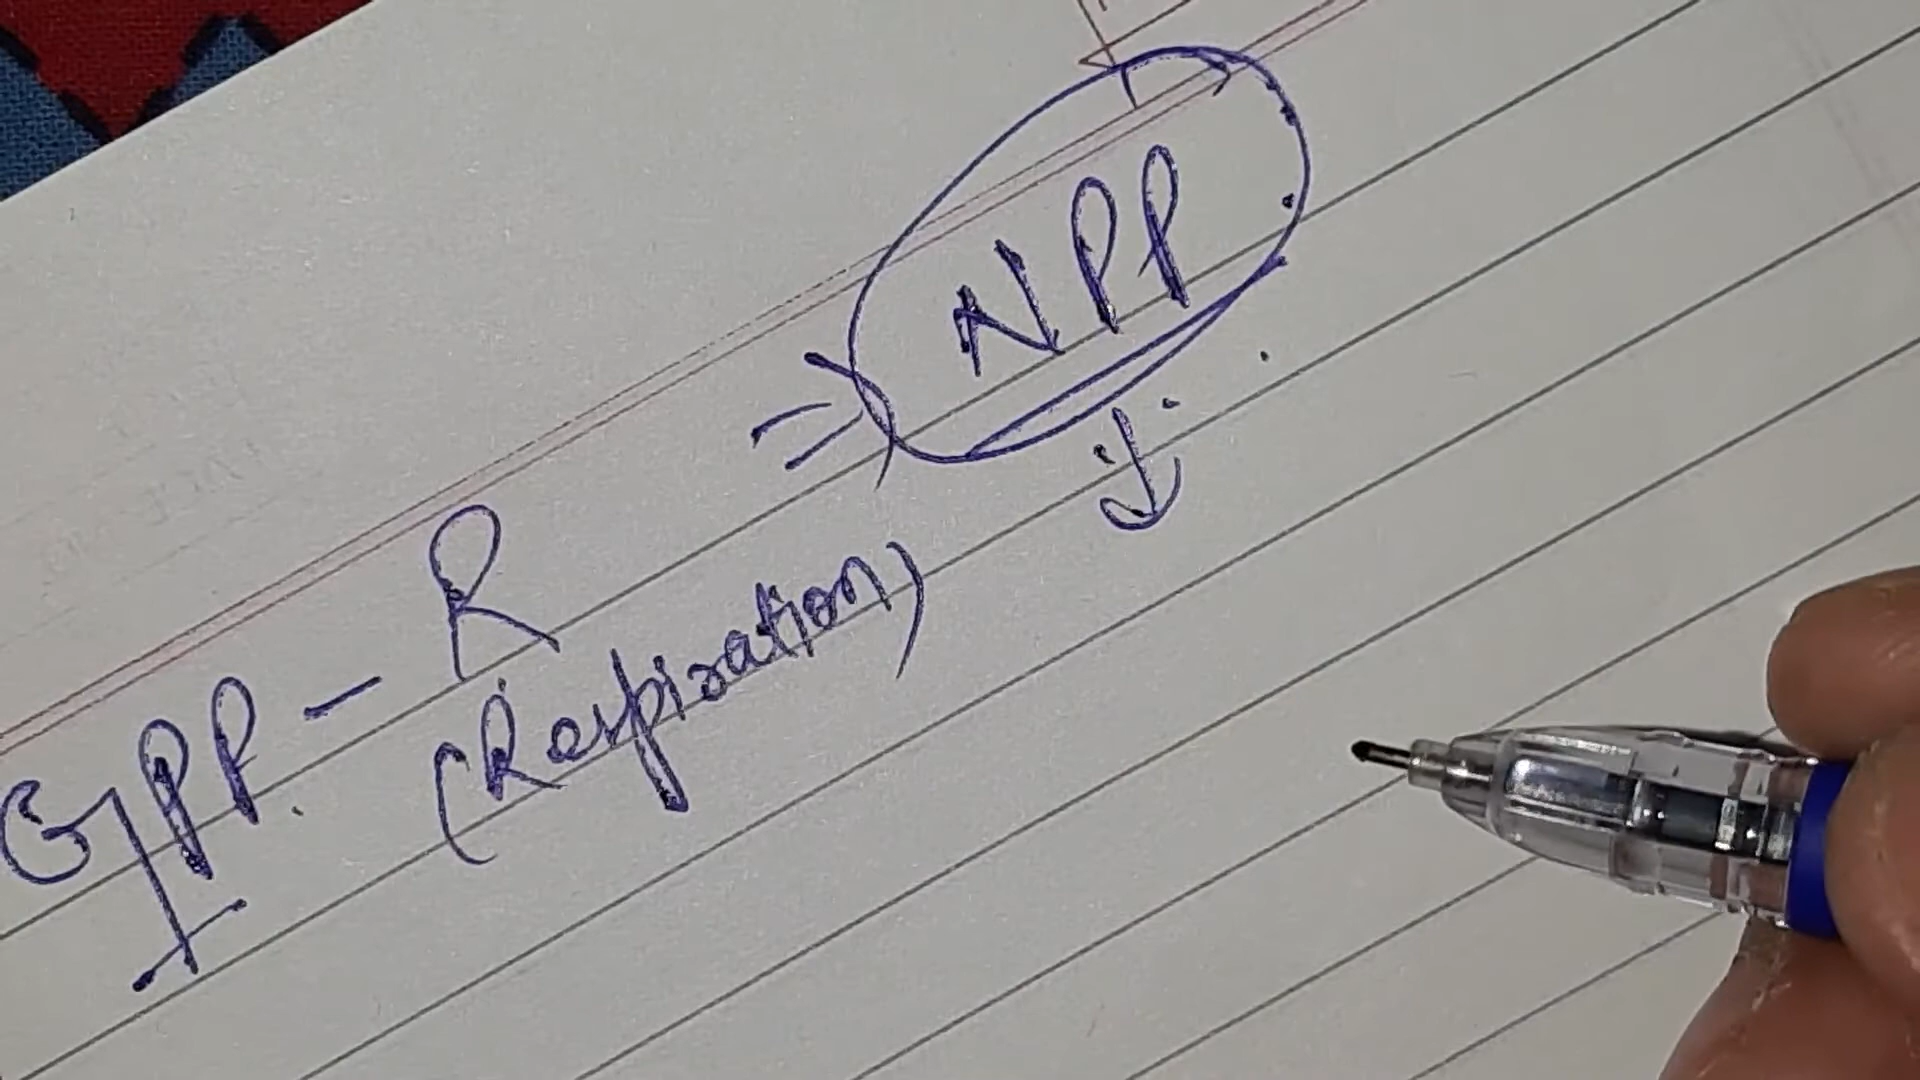 GPP - R = NPP
(Respiration)